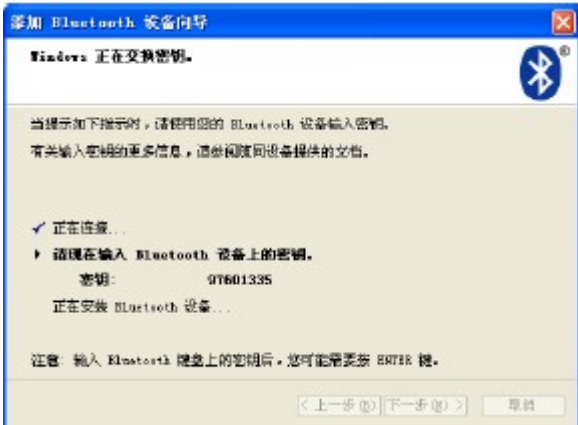 添加 Bluetooth 设备向导
Windows 正在交换密钥。
当提示如下指示时，请使用您的 Bluetooth 设备输入密钥。
有关输入密钥的更多信息，请参阅随同设备提供的文档。
正在连接...
请现在输入 Bluetooth 设备上的密钥。
密钥: 97601335
正在安装 Bluetooth 设备...
注意: 输入 Bluetooth 键盘上的密钥后，您可能需要按 ENTER 键。
< 上一步(B) 下一步(N) > 取消